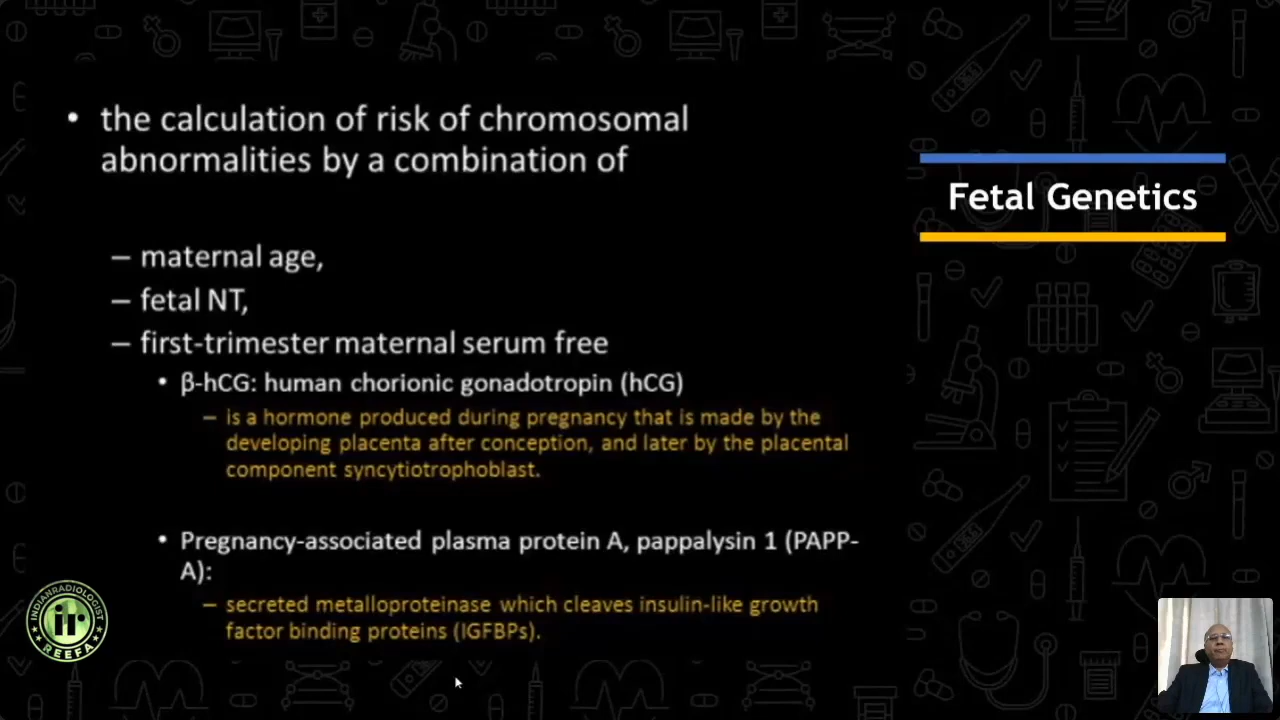 • the calculation of risk of chromosomal
abnormalities by a combination of
– maternal age,
– fetal NT,
– first-trimester maternal serum free
• β-hCG: human chorionic gonadotropin (hCG)
– is a hormone produced during pregnancy that is made by the
developing placenta after conception, and later by the placental
component syncytiotrophoblast.
• Pregnancy-associated plasma protein A, pappalysin 1 (PAPP-
A):
– secreted metalloproteinase which cleaves insulin-like growth
factor binding proteins (IGFBPs).
Fetal Genetics
INDIANRADIOLOGIST
ir
REEFA